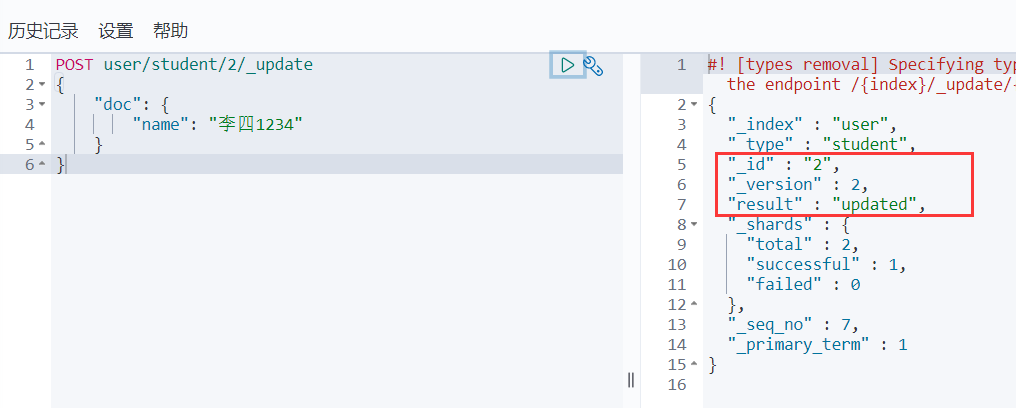 历史记录 设置 帮助
1 POST user/student/2/_update
2 {
3 "doc": {
4 "name": "李四1234"
5 }
6 }
1 #! [types removal] Specifying
the endpoint /{index}/_update/
2 {
3 "_index" : "user",
4 "_type" : "student",
5 "_id" : "2",
6 "_version" : 2,
7 "result" : "updated",
8 "_shards" : {
9 "total" : 2,
10 "successful" : 1,
11 "failed" : 0
12 },
13 "_seq_no" : 7,
14 "_primary_term" : 1
15 }
16